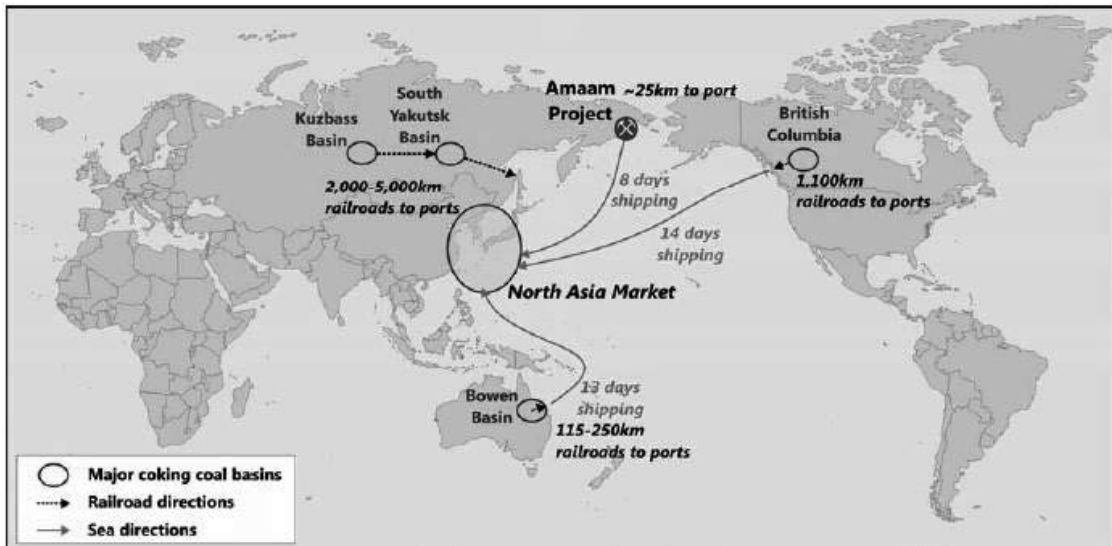 Amaam
Project
~25km to port
South
Yakutsk
Basin
Kuzbass
Basin
British
Columbia
2,000-5,000km
railroads to ports
8 days
shipping
1,100km
railroads to ports
14 days
shipping
North Asia Market
Bowen
Basin
13 days
shipping
115-250km
railroads to ports
Major coking coal basins
Railroad directions
Sea directions